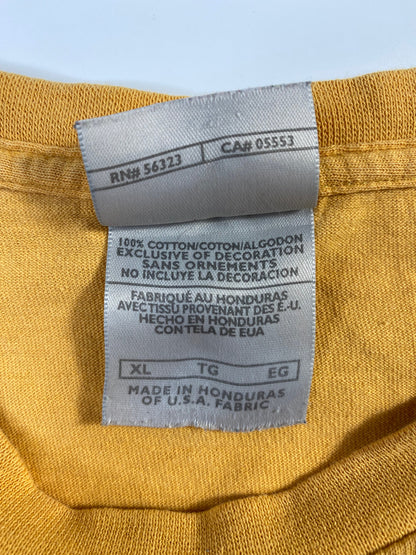 RN# 56323 CA# 05553
100% COTTON/COTON/ALGODON
EXCLUSIVE OF DECORATION
SANS ORNEMENTS
NO INCLUYE LA DECORACION
FABRIQUÉ AU HONDURAS
AVEC TISSU PROVENANT DES É.-U.
HECHO EN HONDURAS
CON TELA DE EUA
XL TG EG
MADE IN HONDURAS
OF U.S.A. FABRIC